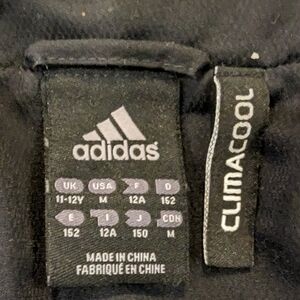 adidas
UK USA F D
11-12Y M 12A 152
E I J CDN
152 12A 150 M
MADE IN CHINA
FABRIQUÉ EN CHINE
CLIMACOOL